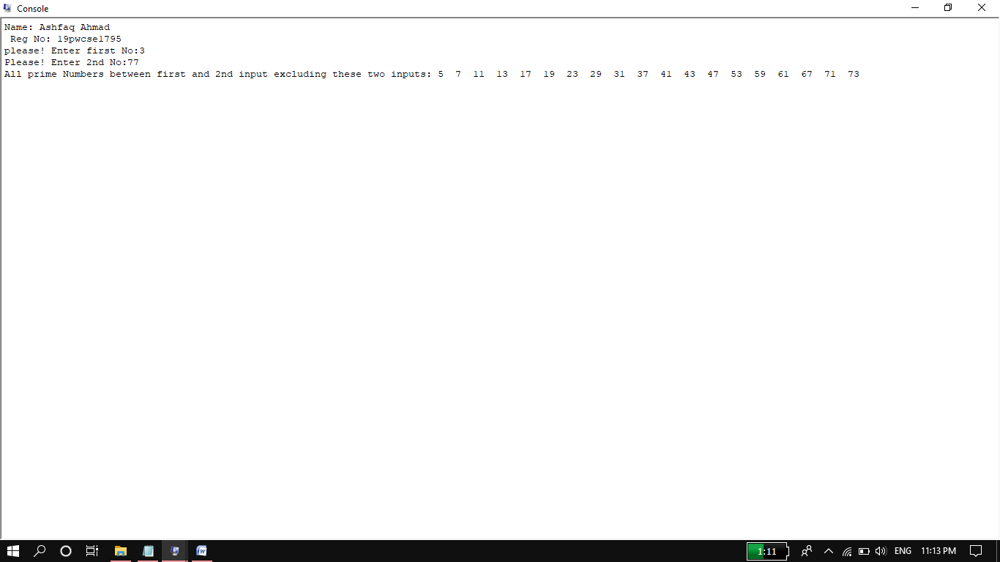 Console
Name: Ashfaq Ahmad
Reg No: 19pwcse1795
please! Enter first No:3
Please! Enter 2nd No:77
All prime Numbers between first and 2nd input excluding these two inputs: 5 7 11 13 17 19 23 29 31 37 41 43 47 53 59 61 67 71 73
1:11 ENG 11:13 PM